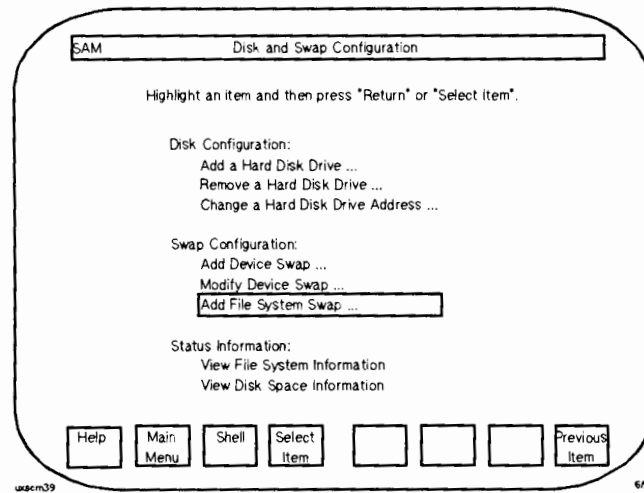 SAM Disk and Swap Configuration
Highlight an item and then press "Return" or "Select item".
Disk Configuration:
Add a Hard Disk Drive ...
Remove a Hard Disk Drive ...
Change a Hard Disk Drive Address ...
Swap Configuration:
Add Device Swap ...
Modify Device Swap ...
Add File System Swap ...
Status Information:
View File System Information
View Disk Space Information
Help Main Menu Shell Select Item Previous Item
uxscm39